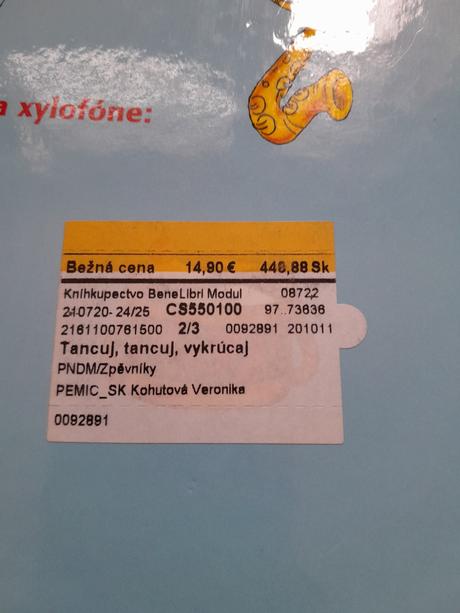 a xylofóne:
Bežná cena 14,90 € 448,88 Sk
Kníhkupectvo BeneLibri Modul 08722
210720- 24/25 CS550100 97..73636
2161100761500 2/3 0092891 201011
Tancuj, tancuj, vykrúcaj
PNDM/Zpěvníky
PEMIC_SK Kohutová Veronika
0092891